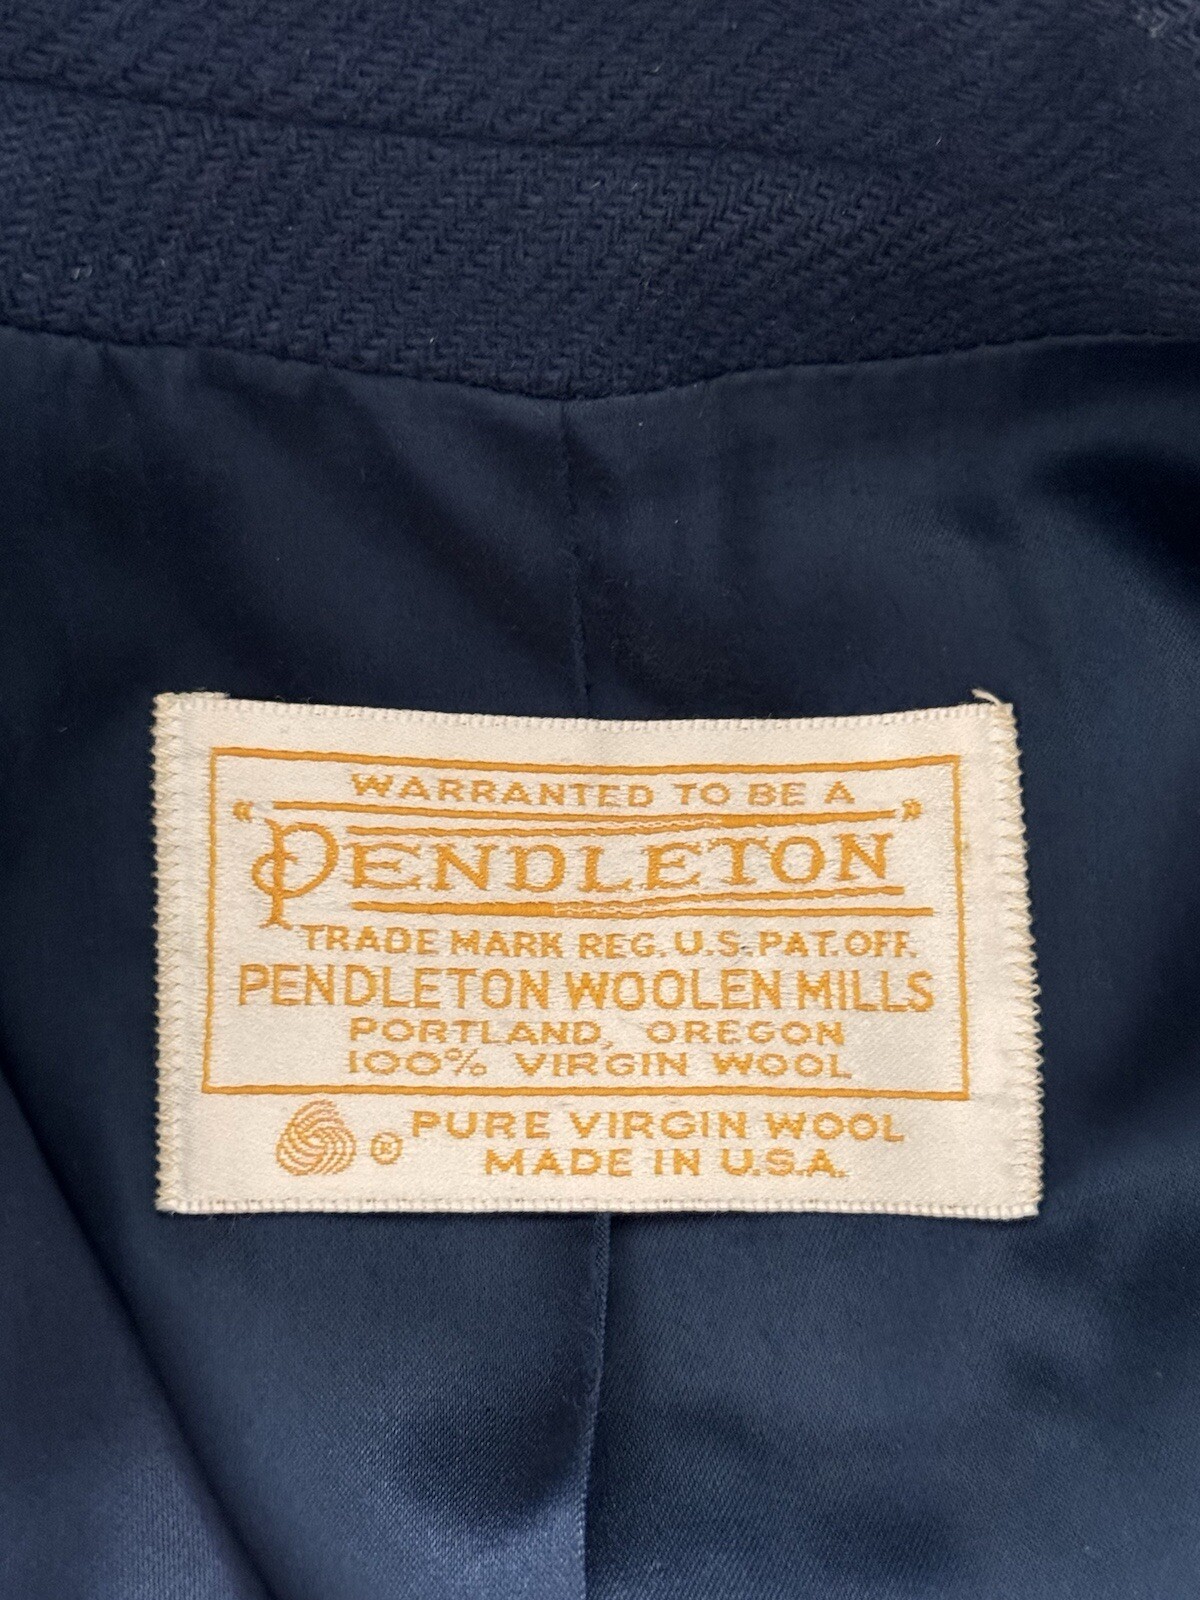 WARRANTED TO BE A
"PENDLETON"
TRADE MARK REG. U.S. PAT. OFF.
PENDLETON WOOLEN MILLS
PORTLAND, OREGON
100% VIRGIN WOOL
® PURE VIRGIN WOOL
MADE IN U.S.A.